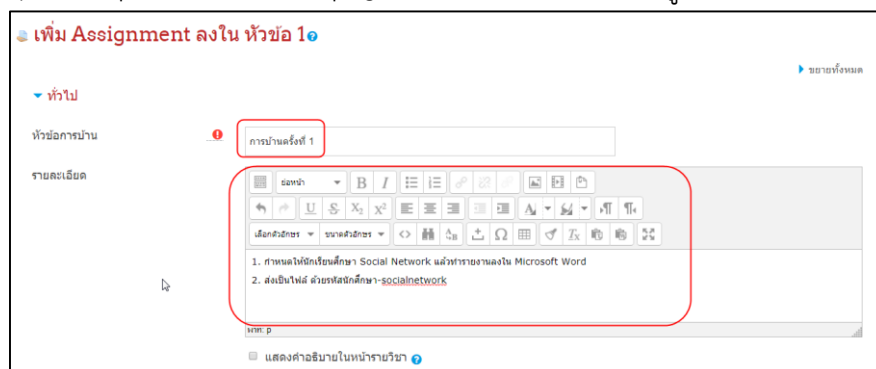 เพิ่ม Assignment ลงใน หัวข้อ 1
ขยายทั้งหมด
ทั่วไป
หัวข้อการบ้าน
การบ้านครั้งที่ 1
รายละเอียด
ย่อหน้า
เลือกตัวอักษร ขนาดตัวอักษร
1. กำหนดให้นักเรียนศึกษา Social Network แล้วทำรายงานลงใน Microsoft Word
2. ส่งเป็นไฟล์ ด้วยรหัสนักศึกษา-socialnetwork
พาท: p
แสดงคำอธิบายในหน้ารายวิชา